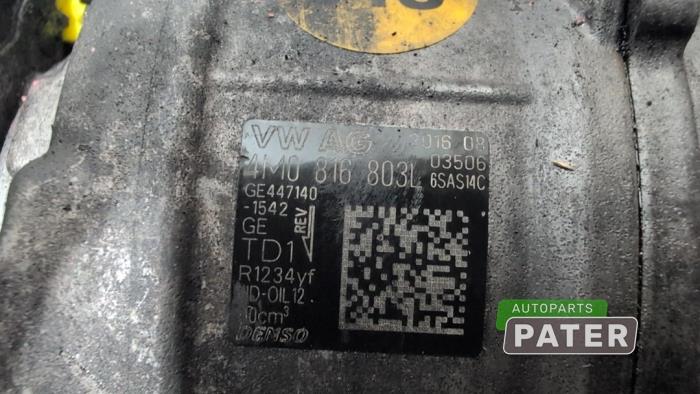 VW AG 2016 08
4M0 816 803L 03506
6SAS14C
GE447140
-1542
REV
GE
TD1
R1234yf
ND-OIL12
0cm³
DENSO
AUTOPARTS
PATER